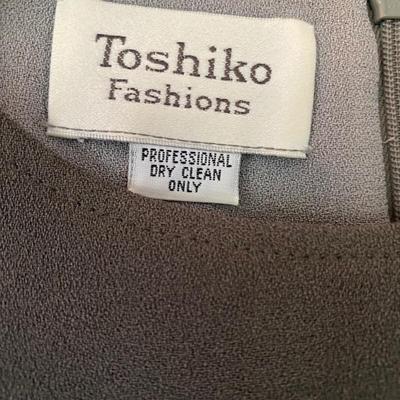 Toshiko
Fashions
PROFESSIONAL
DRY CLEAN
ONLY